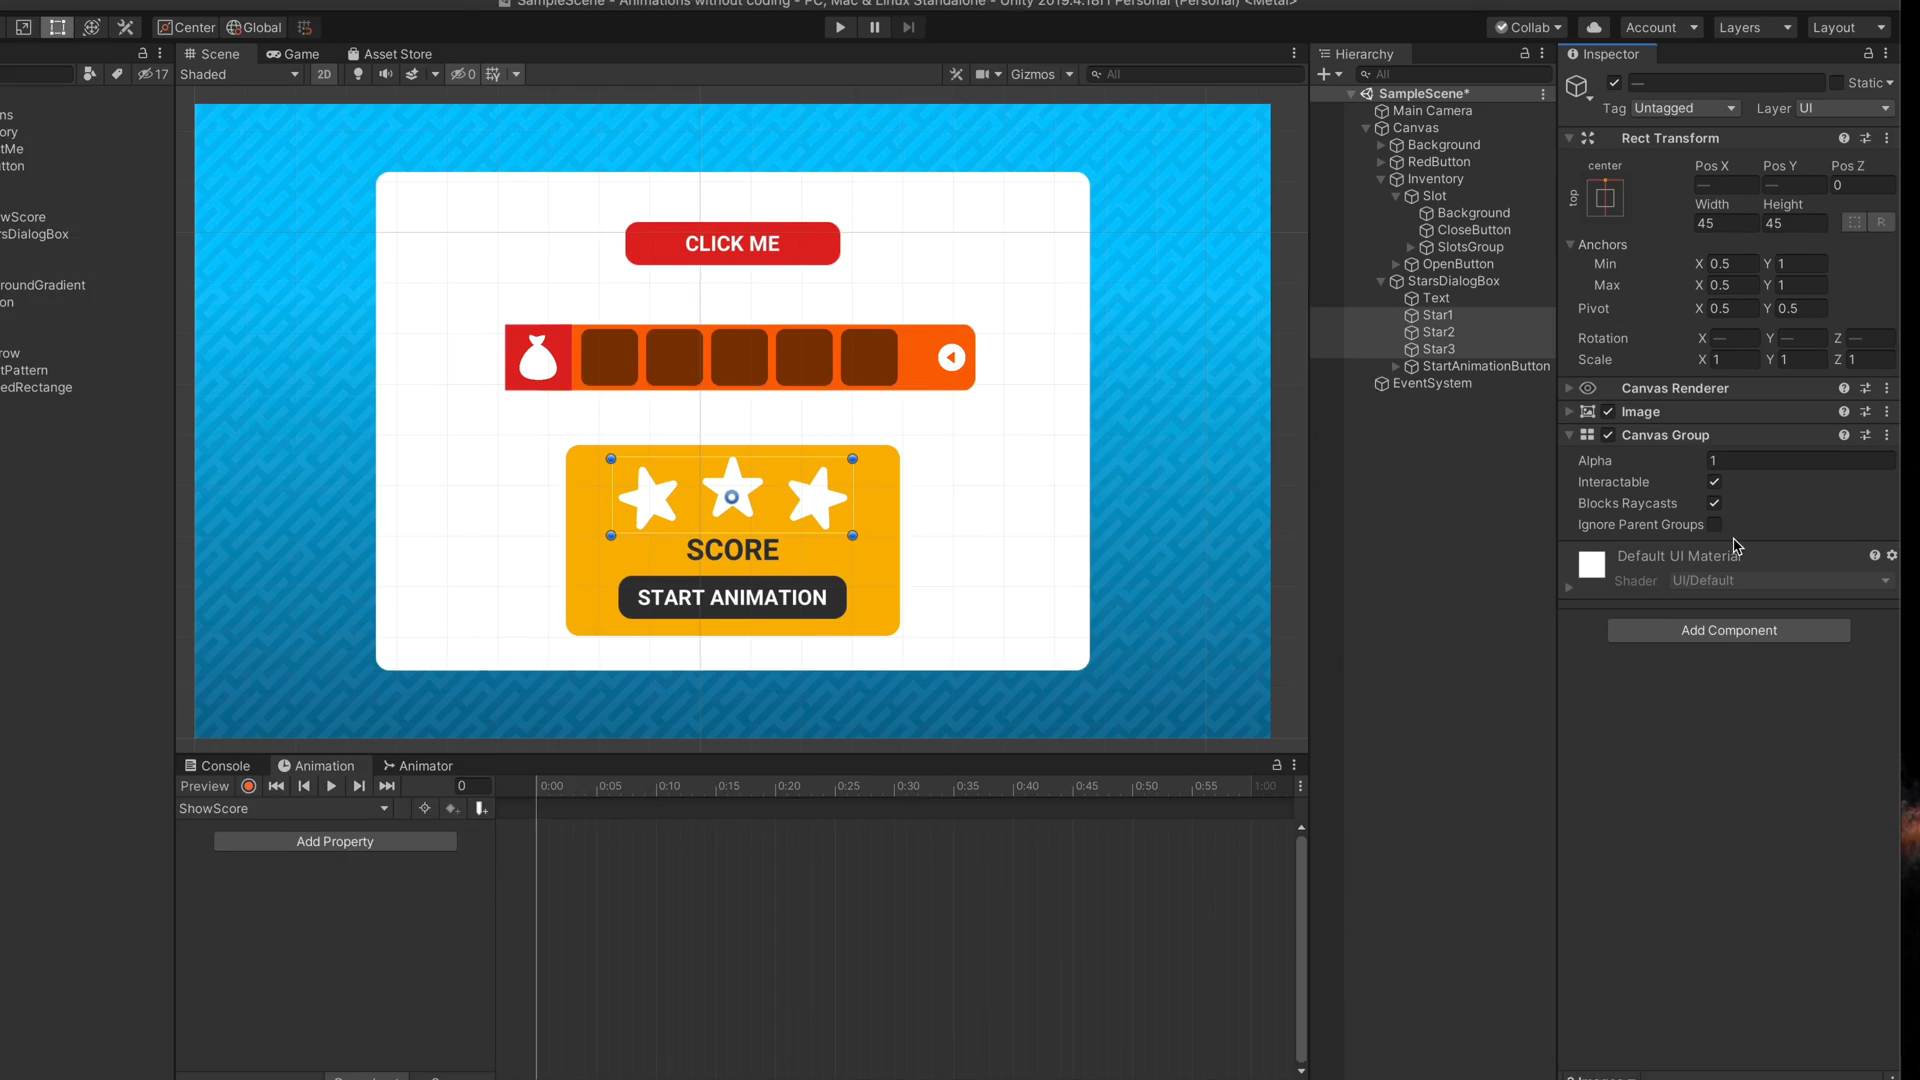 SampleScene - Animations without coding - PC, Mac & Linux Standalone - Unity 2019.4.18f1 Personal (Personal) <Metal>
Center Global
Collab Account Layers Layout
Scene Game Asset Store
Hierarchy
Inspector
17
Shaded 2D 0 Gizmos All
All
Static
Tag Untagged Layer UI
ns
ory
tMe
tton
wScore
rsDialogBox
roundGradient
on
row
tPattern
edRectange
CLICK ME
SCORE
START ANIMATION
SampleScene*
Main Camera
Canvas
Background
RedButton
Inventory
Slot
Background
CloseButton
SlotsGroup
OpenButton
StarsDialogBox
Text
Star1
Star2
Star3
StartAnimationButton
EventSystem
Rect Transform
center Pos X Pos Y Pos Z
top — — 0
Width Height
45 45 R
Anchors
Min X 0.5 Y 1
Max X 0.5 Y 1
Pivot X 0.5 Y 0.5
Rotation X — Y — Z —
Scale X 1 Y 1 Z 1
Canvas Renderer
Image
Canvas Group
Alpha 1
Interactable
Blocks Raycasts
Ignore Parent Groups
Default UI Material
Shader UI/Default
Add Component
Console Animation Animator
Preview 0 0:00 0:05 0:10 0:15 0:20 0:25 0:30 0:35 0:40 0:45 0:50 0:55 1:00
ShowScore
Add Property